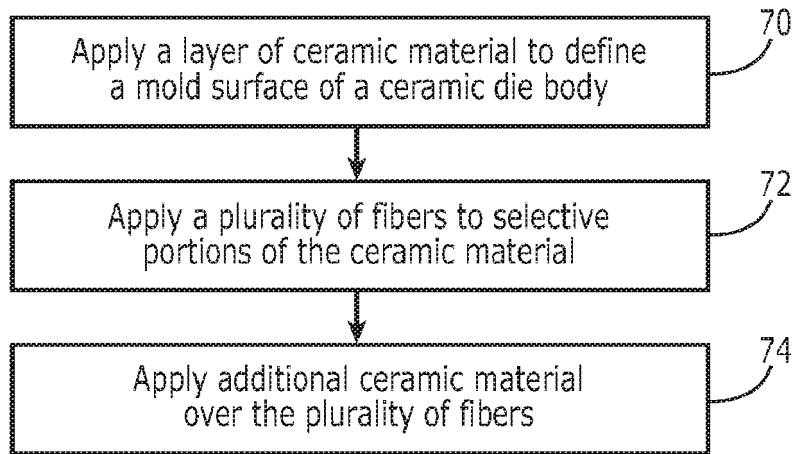 Apply a layer of ceramic material to define
a mold surface of a ceramic die body
70
Apply a plurality of fibers to selective
portions of the ceramic material
72
Apply additional ceramic material
over the plurality of fibers
74